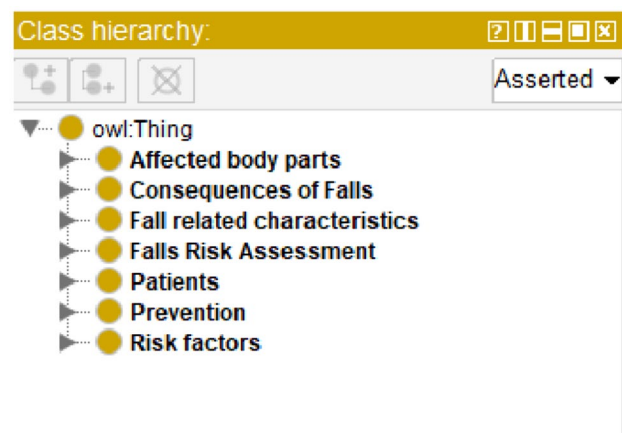 Class hierarchy:
Asserted
owl:Thing
Affected body parts
Consequences of Falls
Fall related characteristics
Falls Risk Assessment
Patients
Prevention
Risk factors